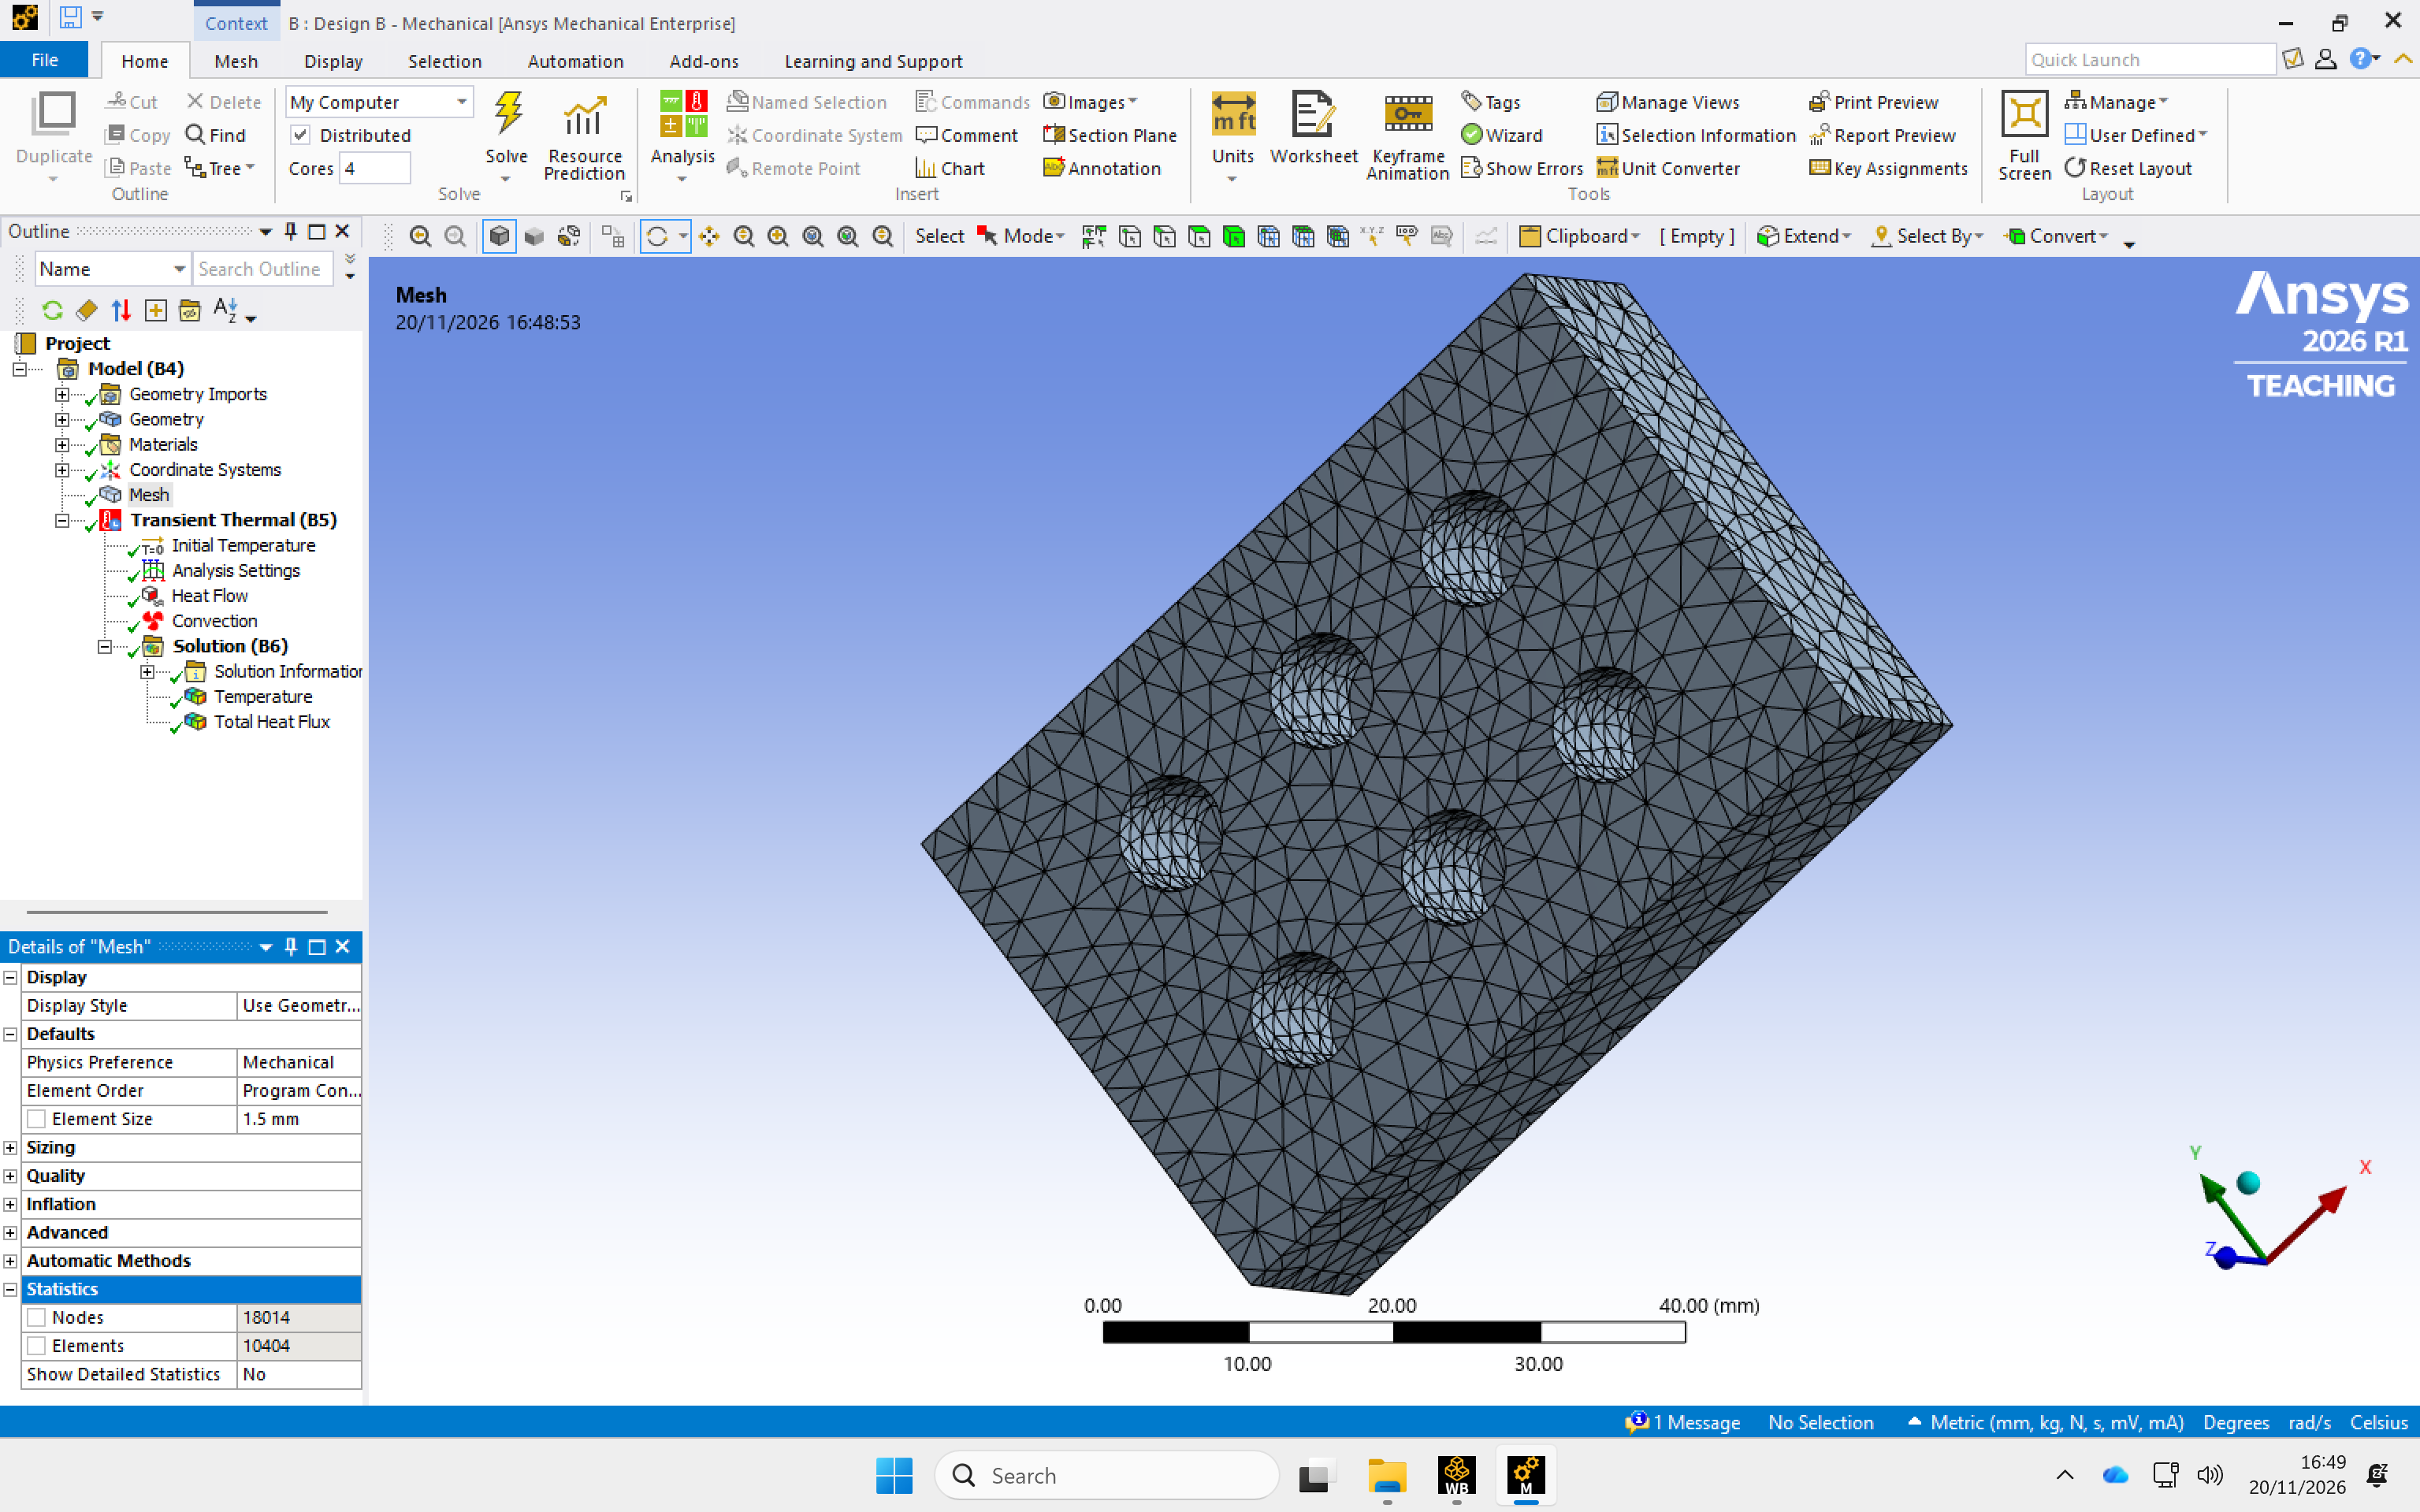 Context B : Design B - Mechanical [Ansys Mechanical Enterprise]
File Home Mesh Display Selection Automation Add-ons Learning and Support Quick Launch
Duplicate
Cut
Copy
Paste
Delete
Find
Tree
Outline
My Computer
Distributed
Cores 4
Solve
Resource Prediction
Solve
Analysis
Named Selection
Coordinate System
Remote Point
Commands
Comment
Chart
Images
Section Plane
Annotation
Insert
Units
Worksheet
Keyframe Animation
Tags
Wizard
Show Errors
Manage Views
Selection Information
Unit Converter
Print Preview
Report Preview
Key Assignments
Tools
Full Screen
Manage
User Defined
Reset Layout
Layout
Outline
Name Search Outline
Select Mode Clipboard [ Empty ] Extend Select By Convert
Project
Model (B4)
Geometry Imports
Geometry
Materials
Coordinate Systems
Mesh
Transient Thermal (B5)
Initial Temperature
Analysis Settings
Heat Flow
Convection
Solution (B6)
Solution Information
Temperature
Total Heat Flux
Mesh
20/11/2026 16:48:53
Ansys
2026 R1
TEACHING
Details of "Mesh"
Display
Display Style Use Geometr...
Defaults
Physics Preference Mechanical
Element Order Program Con...
Element Size 1.5 mm
Sizing
Quality
Inflation
Advanced
Automatic Methods
Statistics
Nodes 18014
Elements 10404
Show Detailed Statistics No
Y
X
Z
0.00 20.00 40.00 (mm)
10.00 30.00
1 Message No Selection Metric (mm, kg, N, s, mV, mA) Degrees rad/s Celsius
Search
WB
M
16:49
20/11/2026